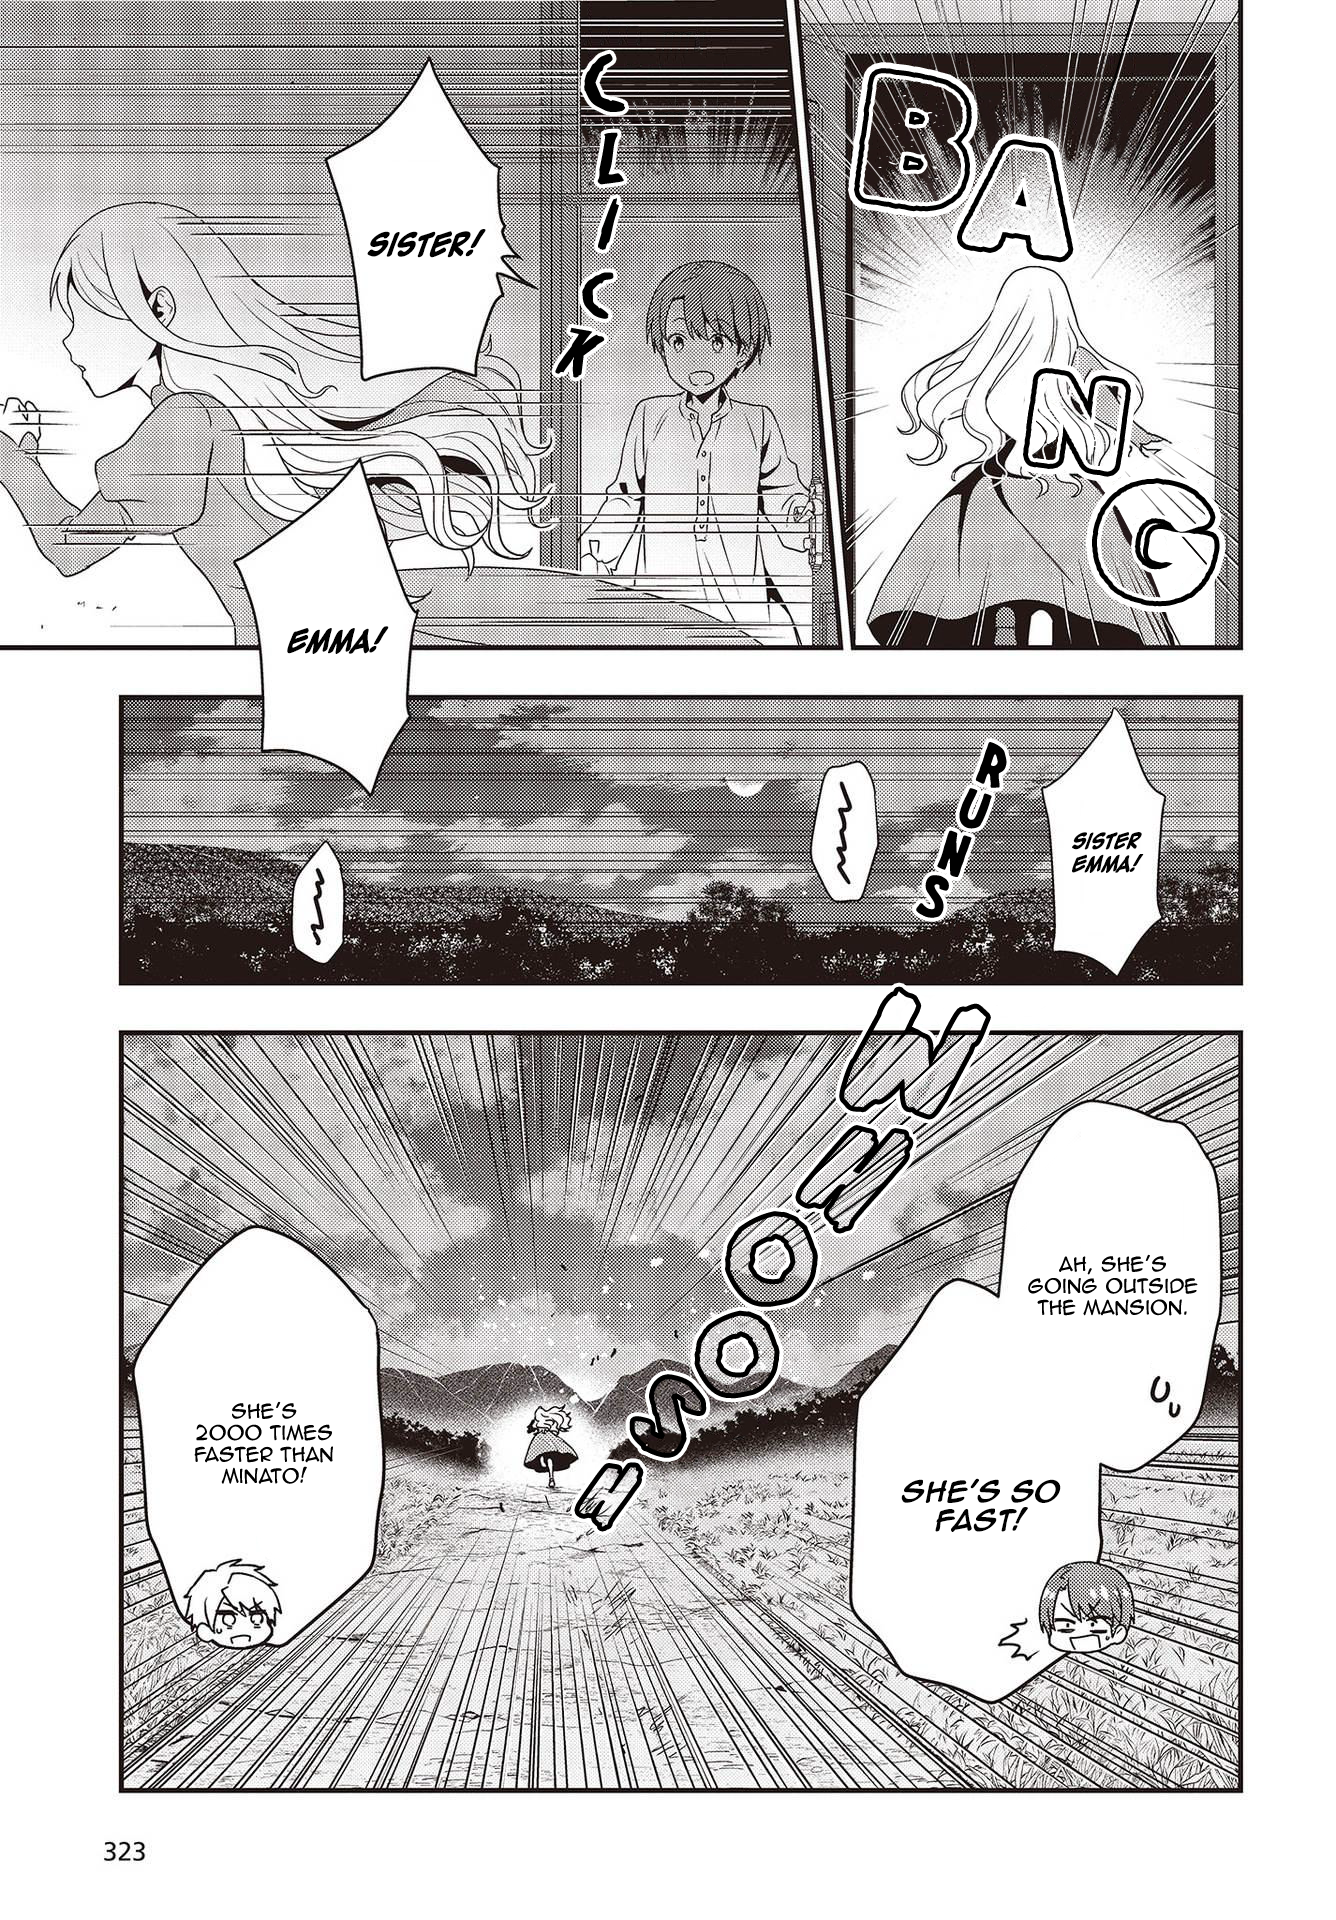 BANG
CLICK
SISTER!
EMMA!
SISTER
EMMA!
RUNS
WHOOSH
AH, SHE'S
GOING OUTSIDE
THE MANSION.
SHE'S SO
FAST!
SHE'S
2000 TIMES
FASTER THAN
MINATO!
323